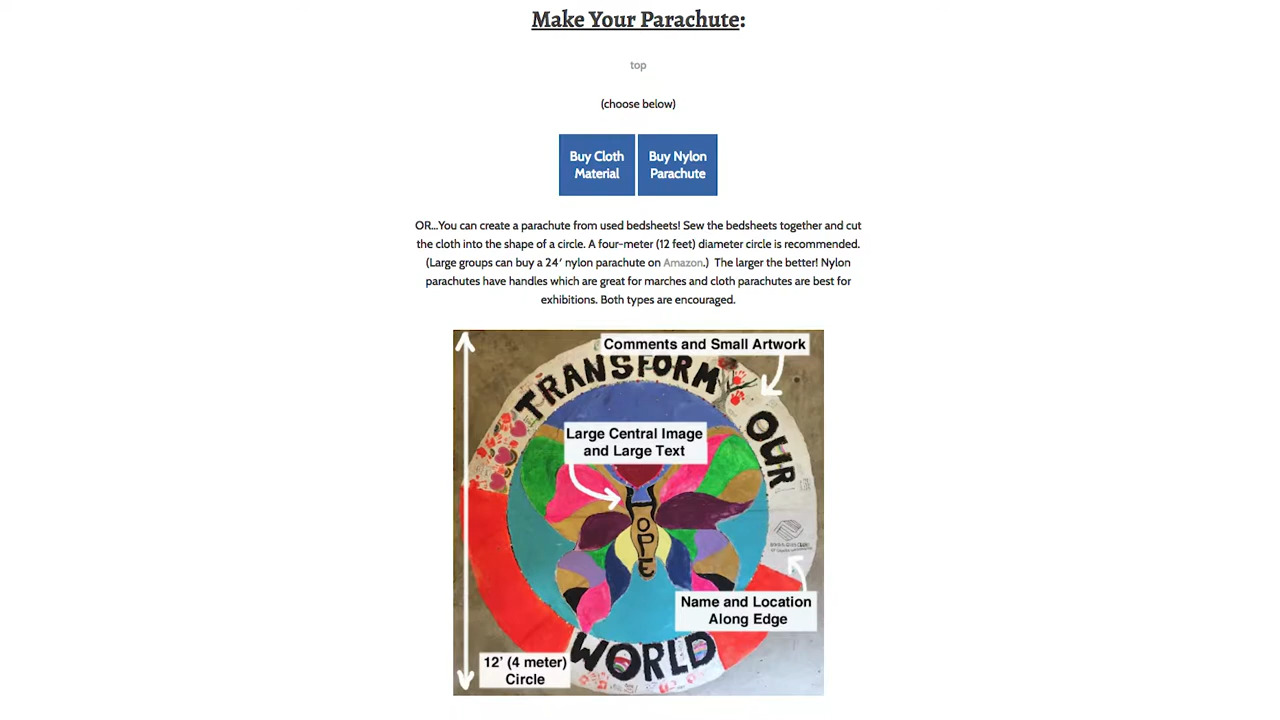 Make Your Parachute:
top
(choose below)
Buy Cloth
Material
Buy Nylon
Parachute
OR...You can create a parachute from used bedsheets! Sew the bedsheets together and cut
the cloth into the shape of a circle. A four-meter (12 feet) diameter circle is recommended.
(Large groups can buy a 24′ nylon parachute on Amazon.)  The larger the better! Nylon
parachutes have handles which are great for marches and cloth parachutes are best for
exhibitions. Both types are encouraged.
Comments and Small Artwork
TRANSFORM
OUR
Large Central Image
and Large Text
HOPE
Name and Location
Along Edge
WORLD
12' (4 meter)
Circle